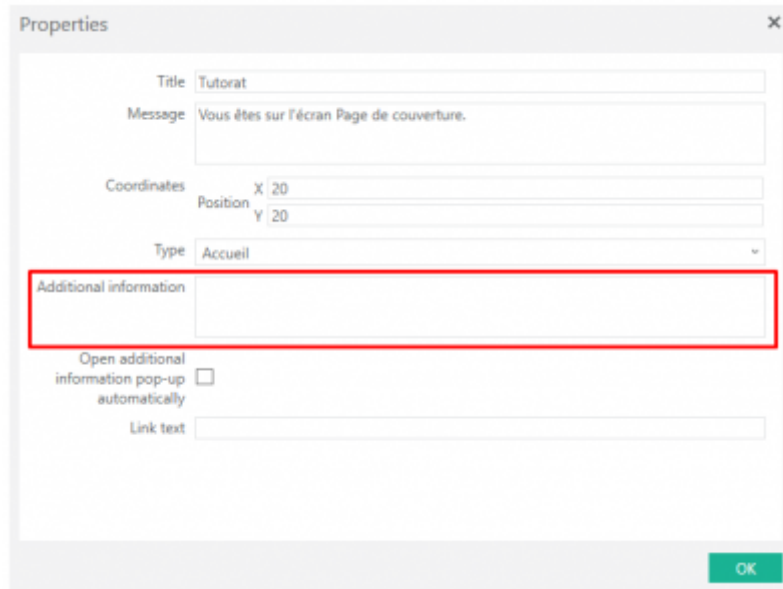 Properties
Title Tutorat
Message Vous êtes sur l'écran Page de couverture.
Coordinates
Position X 20
Y 20
Type Accueil
Additional information
Open additional
information pop-up
automatically
Link text
OK